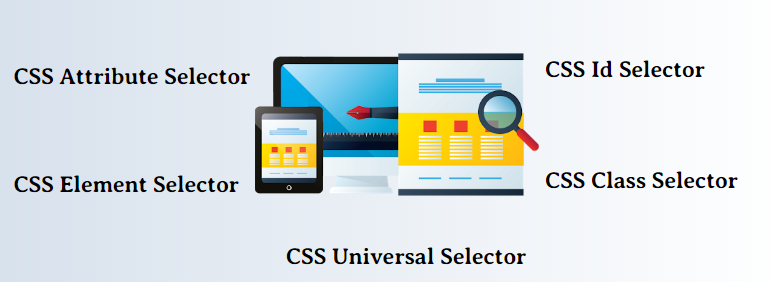 CSS Attribute Selector
CSS Id Selector
CSS Element Selector
CSS Class Selector
CSS Universal Selector